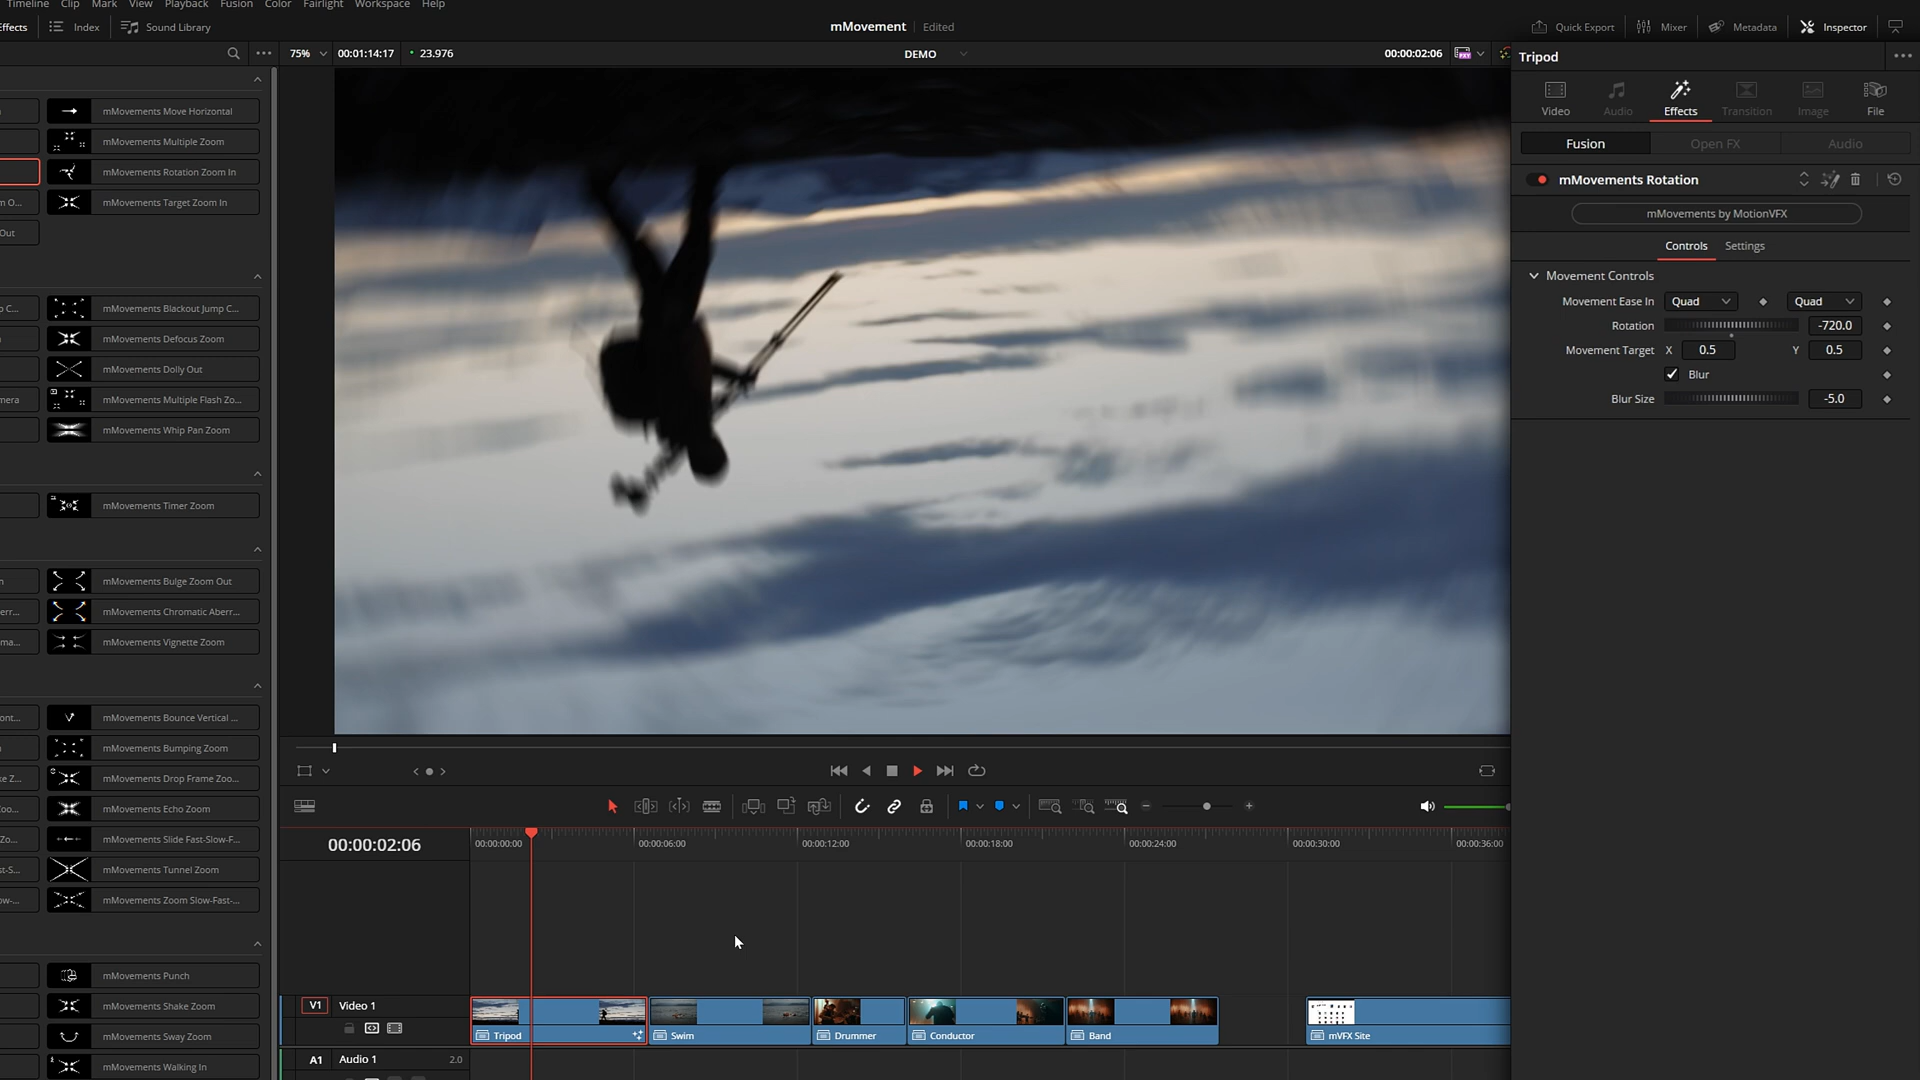 Timeline Clip Mark View Playback Fusion Color Fairlight Workspace Help
Effects Index Sound Library mMovement Edited Quick Export Mixer Metadata Inspector
75% 00:01:14:17 23.976 DEMO 00:00:02:06
Tripod
Video Audio Effects Transition Image File
Fusion Open FX Audio
mMovements Rotation
mMovements by MotionVFX
Controls Settings
Movement Controls
Movement Ease In Quad Quad
Rotation -720.0
Movement Target X 0.5 Y 0.5
Blur
Blur Size -5.0
mMovements Move Horizontal
mMovements Multiple Zoom
mMovements Rotation Zoom In
m O... mMovements Target Zoom In
Out
p C... mMovements Blackout Jump C...
mMovements Defocus Zoom
mMovements Dolly Out
mera mMovements Multiple Flash Zo...
mMovements Whip Pan Zoom
mMovements Timer Zoom
mMovements Bulge Zoom Out
err... mMovements Chromatic Aberr...
ma... mMovements Vignette Zoom
ont... mMovements Bounce Vertical ...
mMovements Bumping Zoom
ke Z... mMovements Drop Frame Zoo...
oo... mMovements Echo Zoom
Zo... mMovements Slide Fast-Slow-F...
st-S... mMovements Tunnel Zoom
ow-... mMovements Zoom Slow-Fast-...
mMovements Punch
mMovements Shake Zoom
mMovements Sway Zoom
mMovements Walking In
00:00:02:06
00:00:00:00 00:00:06:00 00:00:12:00 00:00:18:00 00:00:24:00 00:00:30:00 00:00:36:00
V1 Video 1
Tripod Swim Drummer Conductor Band mVFX Site
A1 Audio 1 2.0